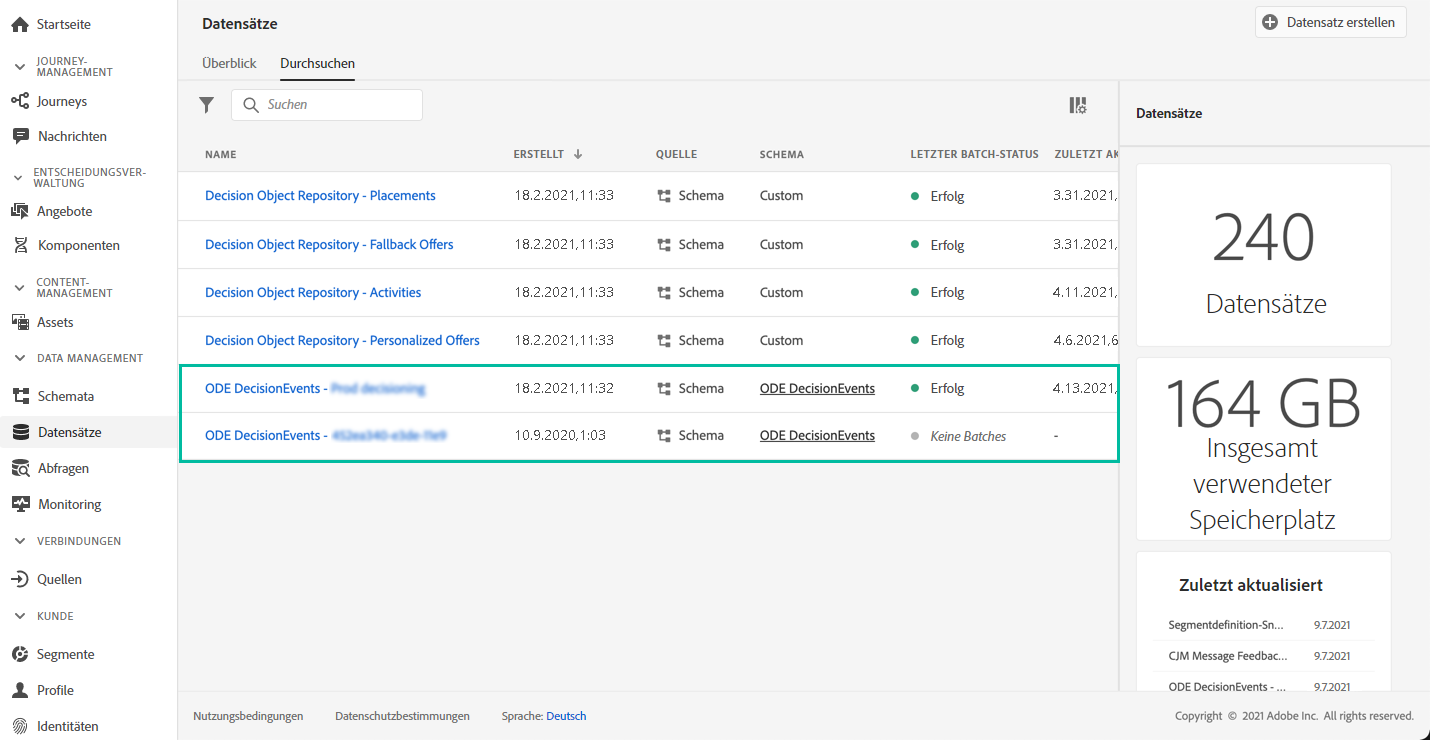 Startseite
JOURNEY-
MANAGEMENT
Journeys
Nachrichten
ENTSCHEIDUNGSVER-
WALTUNG
Angebote
Komponenten
CONTENT-
MANAGEMENT
Assets
DATA MANAGEMENT
Schemata
Datensätze
Abfragen
Monitoring
VERBINDUNGEN
Quellen
KUNDE
Segmente
Profile
Identitäten
Datensätze
Datensatz erstellen
Überblick Durchsuchen
Suchen
NAME ERSTELLT QUELLE SCHEMA LETZTER BATCH-STATUS ZULETZT AK
Decision Object Repository - Placements 18.2.2021,11:33 Schema Custom Erfolg 3.31.2021,
Decision Object Repository - Fallback Offers 18.2.2021,11:33 Schema Custom Erfolg 3.31.2021,
Decision Object Repository - Activities 18.2.2021,11:33 Schema Custom Erfolg 4.11.2021,
Decision Object Repository - Personalized Offers 18.2.2021,11:33 Schema Custom Erfolg 4.6.2021,6
ODE DecisionEvents - Prod decisioning 18.2.2021,11:32 Schema ODE DecisionEvents Erfolg 4.13.2021,
ODE DecisionEvents - 10.9.2020,1:03 Schema ODE DecisionEvents Keine Batches -
Datensätze
240
Datensätze
164 GB
Insgesamt
verwendeter
Speicherplatz
Zuletzt aktualisiert
Segmentdefinition-Sn... 9.7.2021
CJM Message Feedbac... 9.7.2021
ODE DecisionEvents - ... 9.7.2021
Nutzungsbedingungen Datenschutzbestimmungen Sprache: Deutsch Copyright © 2021 Adobe Inc. All rights reserved.